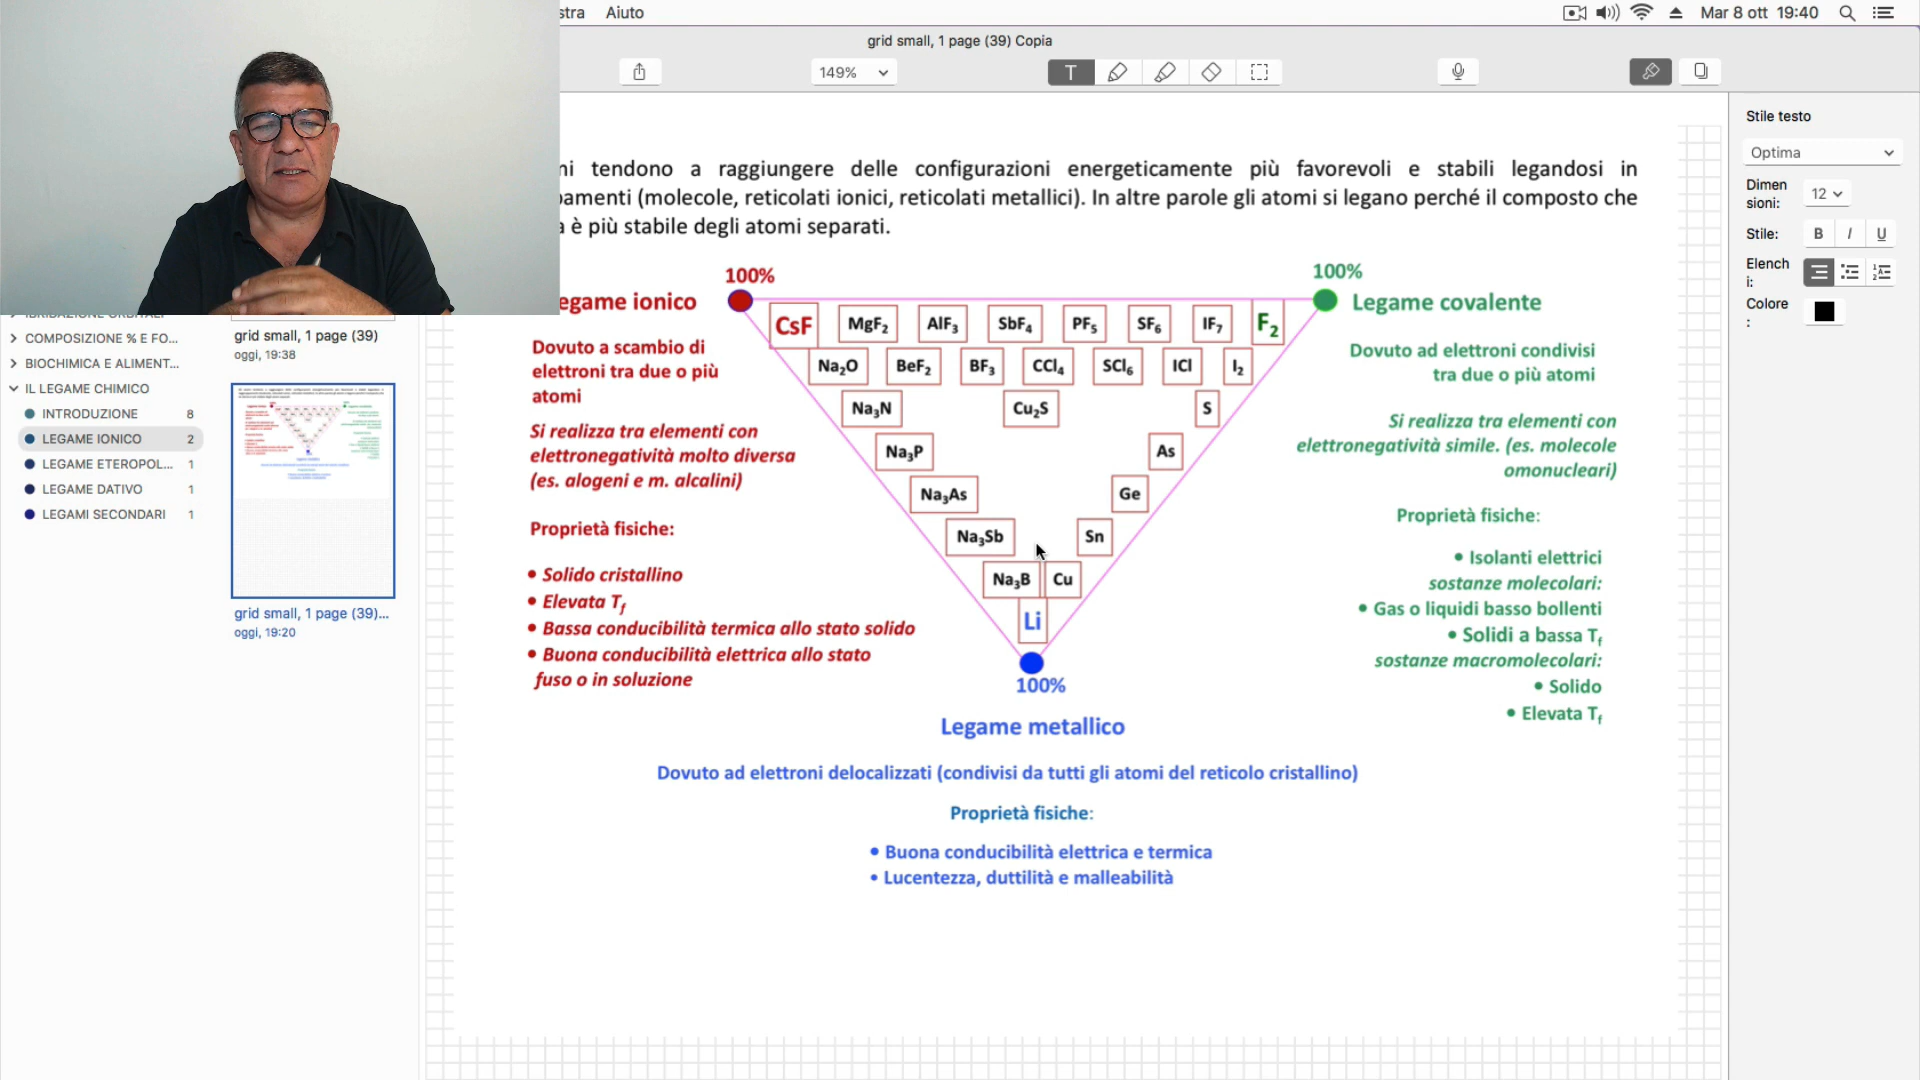 Aiuto
Mar 8 ott 19:40
grid small, 1 page (39) Copia
149%
T
Stile testo
Optima
Dimen
sioni:
12
Stile:
B I U
Elench
i:
Colore
:
tendono a raggiungere delle configurazioni energeticamente più favorevoli e stabili legandosi in
(molecole, reticolati ionici, reticolati metallici). In altre parole gli atomi si legano perché il composto che
è più stabile degli atomi separati.
COMPOSIZIONE % E FO...
BIOCHIMICA E ALIMENT...
IL LEGAME CHIMICO
INTRODUZIONE 8
LEGAME IONICO 2
LEGAME ETEROPOL... 1
LEGAME DATIVO 1
LEGAMI SECONDARI 1
grid small, 1 page (39)
oggi, 19:38
grid small, 1 page (39)...
oggi, 19:20
100%
egame ionico
Dovuto a scambio di
elettroni tra due o più
atomi
Si realizza tra elementi con
elettronegatività molto diversa
(es. alogeni e m. alcalini)
Proprietà fisiche:
• Solido cristallino
• Elevata Tf
• Bassa conducibilità termica allo stato solido
• Buona conducibilità elettrica allo stato
fuso o in soluzione
CsF MgF2 AlF3 SbF4 PF5 SF6 IF7 F2
Na2O BeF2 BF3 CCl4 SCl6 ICl I2
Na3N Cu2S S
Na3P As
Na3As Ge
Na3Sb Sn
Na3B Cu
Li
100%
Legame covalente
Dovuto ad elettroni condivisi
tra due o più atomi
Si realizza tra elementi con
elettronegatività simile. (es. molecole
omonucleari)
Proprietà fisiche:
• Isolanti elettrici
sostanze molecolari:
• Gas o liquidi basso bollenti
• Solidi a bassa Tf
sostanze macromolecolari:
• Solido
• Elevata Tf
100%
Legame metallico
Dovuto ad elettroni delocalizzati (condivisi da tutti gli atomi del reticolo cristallino)
Proprietà fisiche:
• Buona conducibilità elettrica e termica
• Lucentezza, duttilità e malleabilità